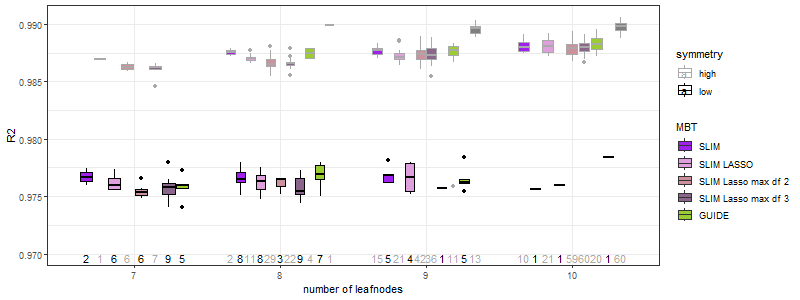 0.990
0.985
0.980
0.975
0.970
R2
2 1 6 6 6 7 9 5
2 8 11 8 29 3 22 9 4 7 1
15 5 21 4 42 36 1 11 5 13
10 1 21 1 59 60 20 1 60
7 8 9 10
number of leafnodes
symmetry
high
low
MBT
SLIM
SLIM LASSO
SLIM Lasso max df 2
SLIM Lasso max df 3
GUIDE